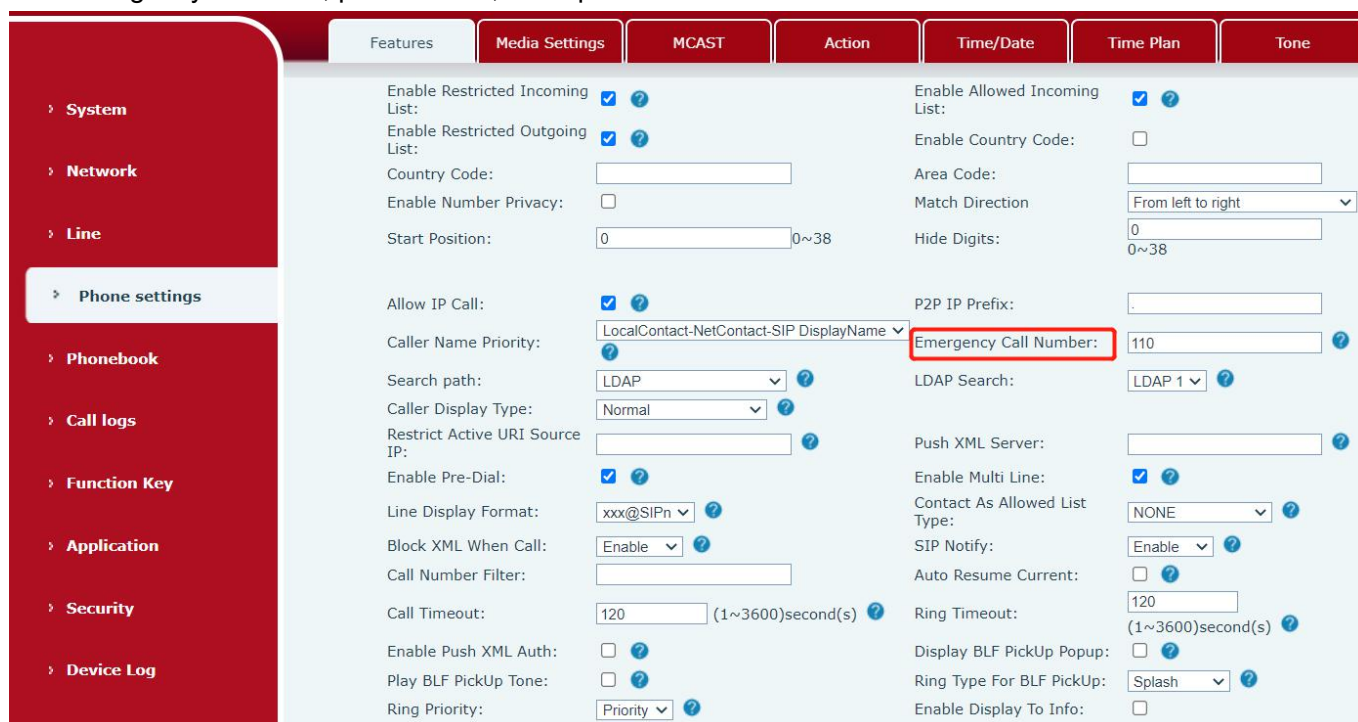 Features Media Settings MCAST Action Time/Date Time Plan Tone
› System
› Network
› Line
› Phone settings
› Phonebook
› Call logs
› Function Key
› Application
› Security
› Device Log
Enable Restricted Incoming List: Enable Allowed Incoming List:
Enable Restricted Outgoing List: Enable Country Code:
Country Code: Area Code:
Enable Number Privacy: Match Direction From left to right
Start Position: 0 0~38 Hide Digits: 0 0~38
Allow IP Call: P2P IP Prefix: .
Caller Name Priority: LocalContact-NetContact-SIP DisplayName Emergency Call Number: 110
Search path: LDAP LDAP Search: LDAP 1
Caller Display Type: Normal
Restrict Active URI Source IP: Push XML Server:
Enable Pre-Dial: Enable Multi Line:
Line Display Format: xxx@SIPn Contact As Allowed List Type: NONE
Block XML When Call: Enable SIP Notify: Enable
Call Number Filter: Auto Resume Current:
Call Timeout: 120 (1~3600)second(s) Ring Timeout: 120 (1~3600)second(s)
Enable Push XML Auth: Display BLF PickUp Popup:
Play BLF PickUp Tone: Ring Type For BLF PickUp: Splash
Ring Priority: Priority Enable Display To Info: